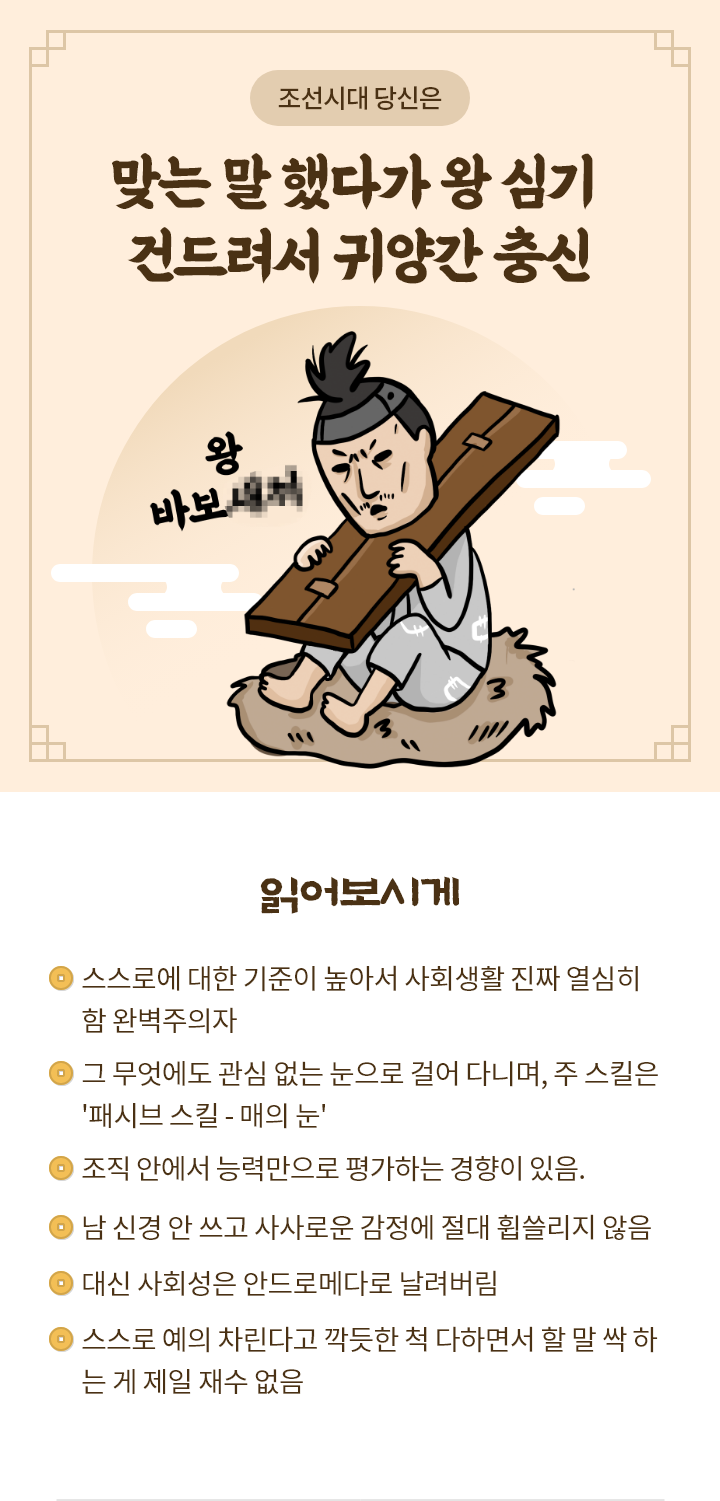 조선시대 당신은
맞는 말 했다가 왕 심기
건드려서 귀양간 충신
왕
바보
읽어보시게
스스로에 대한 기준이 높아서 사회생활 진짜 열심히
함 완벽주의자
그 무엇에도 관심 없는 눈으로 걸어 다니며, 주 스킬은
'패시브 스킬 - 매의 눈'
조직 안에서 능력만으로 평가하는 경향이 있음.
남 신경 안 쓰고 사사로운 감정에 절대 휩쓸리지 않음
대신 사회성은 안드로메다로 날려버림
스스로 예의 차린다고 깍듯한 척 다하면서 할 말 싹 하
는 게 제일 재수 없음